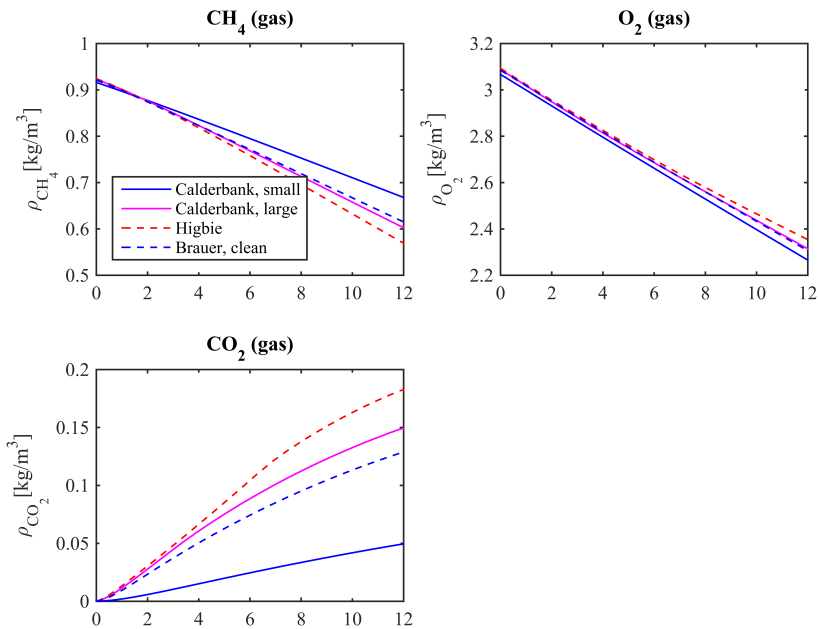 CH4 (gas)
1
0.9
0.8
0.7
0.6
0.5
ρCH4[kg/m3]
Calderbank, small
Calderbank, large
Higbie
Brauer, clean
0 2 4 6 8 10 12
O2 (gas)
3.2
3
2.8
2.6
2.4
2.2
ρO2[kg/m3]
0 2 4 6 8 10 12
CO2 (gas)
0.2
0.15
0.1
0.05
0
ρCO2[kg/m3]
0 2 4 6 8 10 12